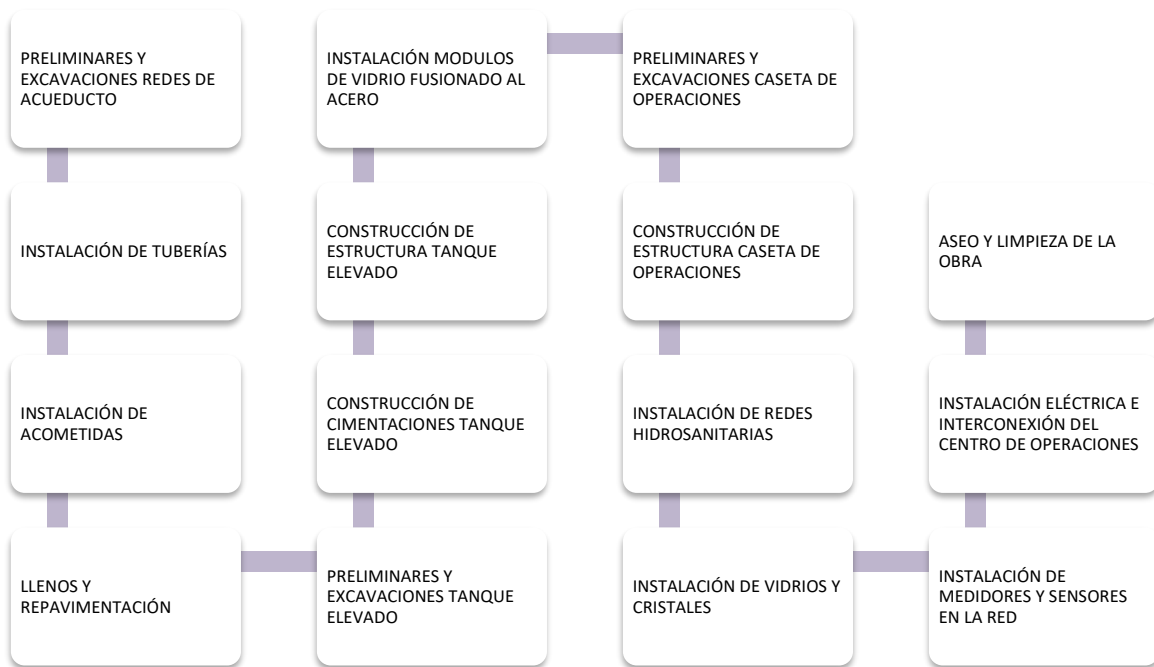 PRELIMINARES Y
EXCAVACIONES REDES DE
ACUEDUCTO
INSTALACIÓN DE TUBERÍAS
INSTALACIÓN DE
ACOMETIDAS
LLENOS Y
REPAVIMENTACIÓN
PRELIMINARES Y
EXCAVACIONES TANQUE
ELEVADO
CONSTRUCCIÓN DE
CIMENTACIONES TANQUE
ELEVADO
CONSTRUCCIÓN DE
ESTRUCTURA TANQUE
ELEVADO
INSTALACIÓN MODULOS
DE VIDRIO FUSIONADO AL
ACERO
PRELIMINARES Y
EXCAVACIONES CASETA DE
OPERACIONES
CONSTRUCCIÓN DE
ESTRUCTURA CASETA DE
OPERACIONES
INSTALACIÓN DE REDES
HIDROSANITARIAS
INSTALACIÓN DE VIDRIOS Y
CRISTALES
INSTALACIÓN DE
MEDIDORES Y SENSORES
EN LA RED
INSTALACIÓN ELÉCTRICA E
INTERCONEXIÓN DEL
CENTRO DE OPERACIONES
ASEO Y LIMPIEZA DE LA
OBRA